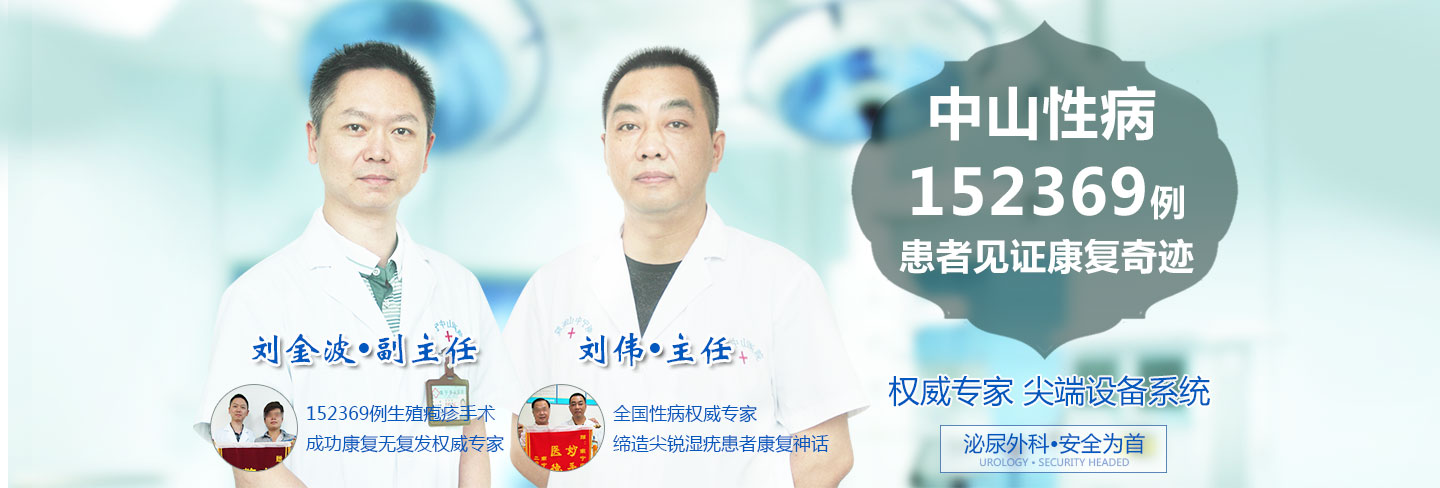 中山性病
152369例
患者见证康复奇迹
刘金波•副主任
152369例生殖疱疹手术
成功康复无复发权威专家
刘伟•主任
全国性病权威专家
缔造尖锐湿疣患者康复神话
权威专家 尖端设备系统
泌尿外科•安全为首
UROLOGY • SECURITY HEADED